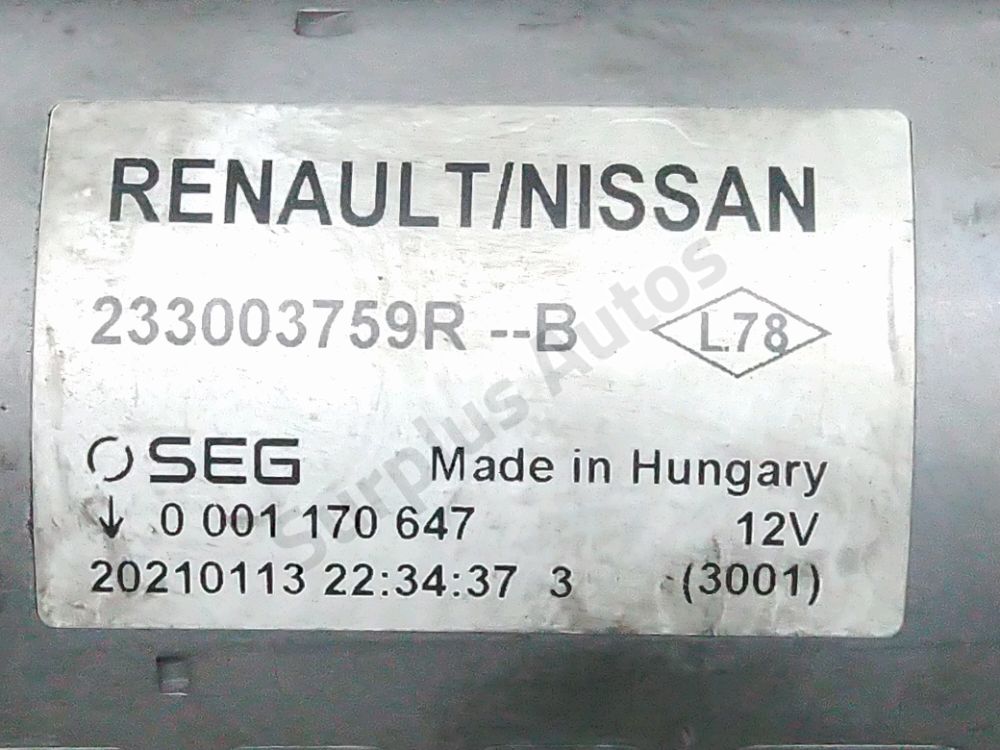 RENAULT/NISSAN
233003759R --B L78
SEG Made in Hungary
↓ 0 001 170 647 12V
20210113 22:34:37 3 (3001)
Surplus Autos